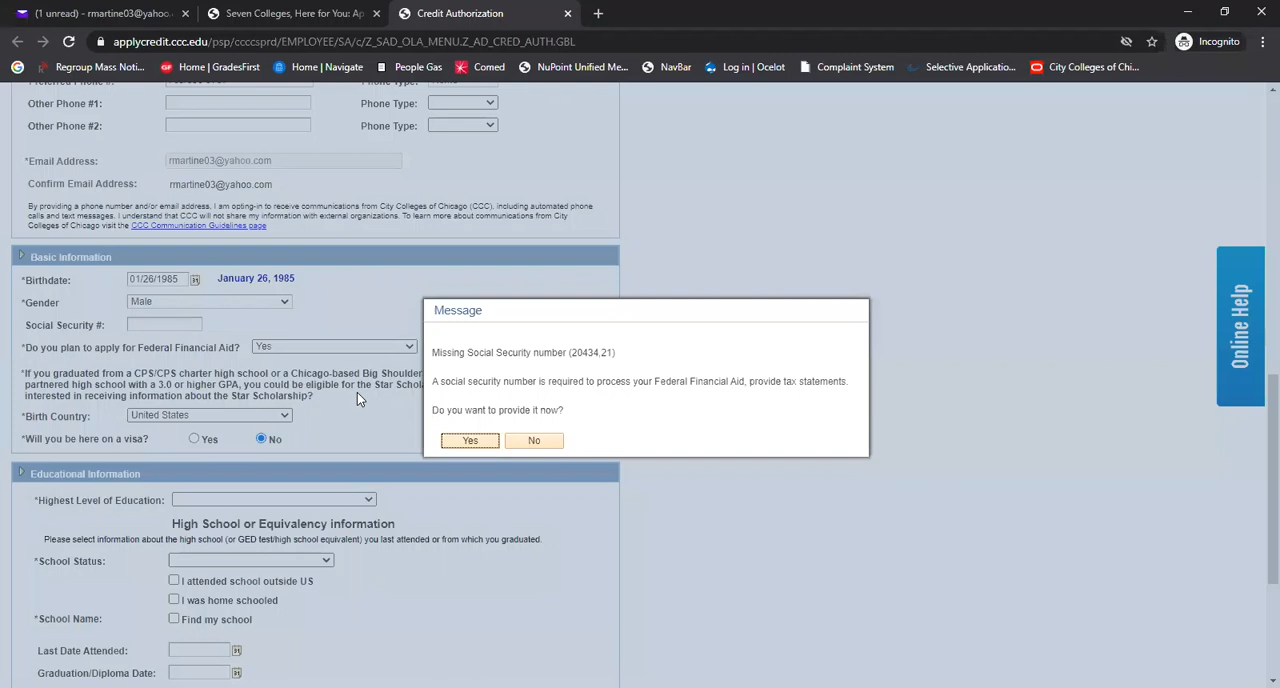 (1 unread) - rmartine03@yahoo.
Seven Colleges, Here for You: Ap
Credit Authorization
applycredit.ccc.edu/psp/ccccsprd/EMPLOYEE/SA/c/Z_SAD_OLA_MENU.Z_AD_CRED_AUTH.GBL
Incognito
Regroup Mass Noti...
Home | GradesFirst
Home | Navigate
People Gas
Comed
NuPoint Unified Me...
NavBar
Log in | Ocelot
Complaint System
Selective Applicatio...
City Colleges of Chi...
Other Phone #1:
Phone Type:
Other Phone #2:
Phone Type:
*Email Address:
rmartine03@yahoo.com
Confirm Email Address:
rmartine03@yahoo.com
By providing a phone number and/or email address, I am opting-in to receive communications from City Colleges of Chicago (CCC), including automated phone
calls and text messages. I understand that CCC will not share my information with external organizations. To learn more about communications from City
Colleges of Chicago visit the CCC Communication Guidelines page
Basic Information
*Birthdate:
01/26/1985
January 26, 1985
*Gender
Male
Social Security #:
*Do you plan to apply for Federal Financial Aid?
Yes
*If you graduated from a CPS/CPS charter high school or a Chicago-based Big Shoulder
partnered high school with a 3.0 or higher GPA, you could be eligible for the Star Schola
interested in receiving information about the Star Scholarship?
*Birth Country:
United States
*Will you be here on a visa?
Yes
No
Message
Missing Social Security number (20434,21)
A social security number is required to process your Federal Financial Aid, provide tax statements.
Do you want to provide it now?
Yes
No
Educational Information
*Highest Level of Education:
High School or Equivalency information
Please select information about the high school (or GED test/high school equivalent) you last attended or from which you graduated.
*School Status:
I attended school outside US
I was home schooled
*School Name:
Find my school
Last Date Attended:
Graduation/Diploma Date:
Online Help